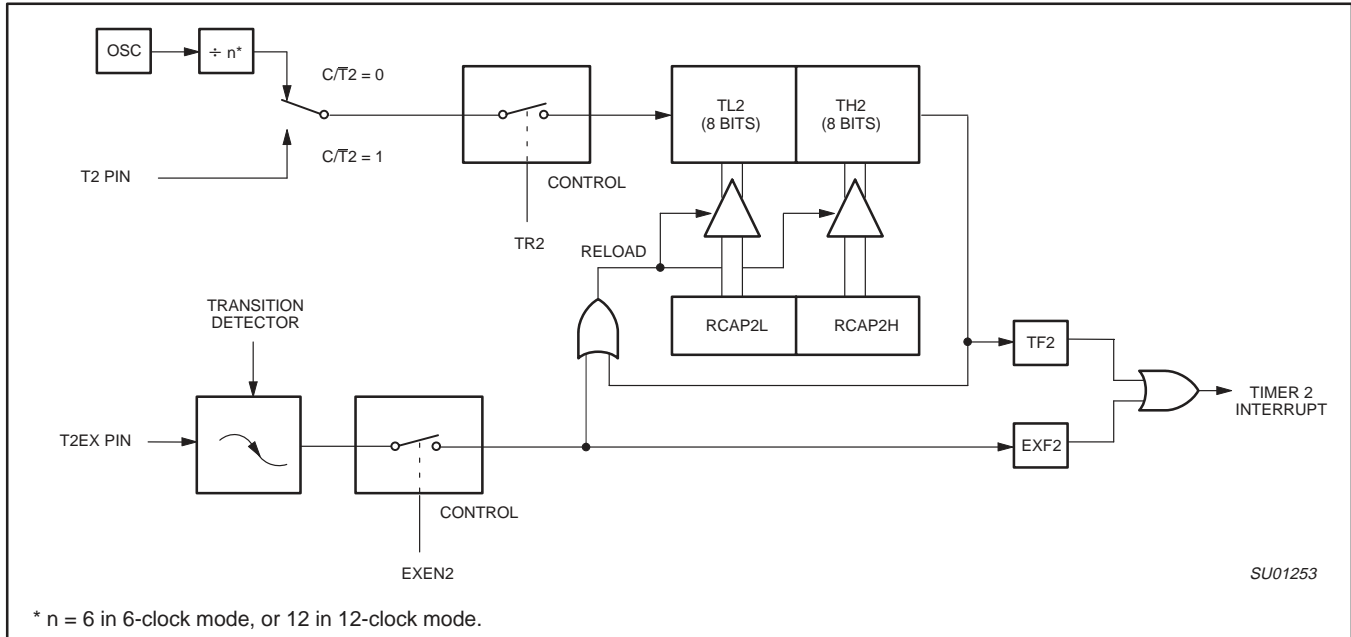 OSC
÷ n*
C/T̅2 = 0
C/T̅2 = 1
T2 PIN
CONTROL
TR2
TL2
(8 BITS)
TH2
(8 BITS)
RELOAD
RCAP2L
RCAP2H
TRANSITION
DETECTOR
T2EX PIN
CONTROL
EXEN2
TF2
EXF2
TIMER 2
INTERRUPT
SU01253
* n = 6 in 6-clock mode, or 12 in 12-clock mode.